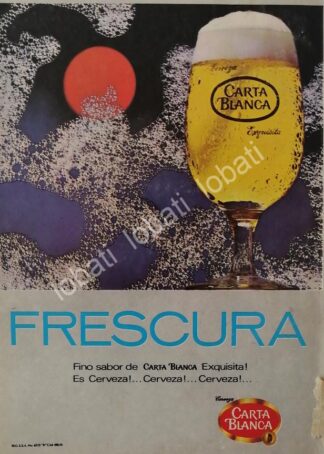 Cerveza
CARTA
BLANCA
Exquisita
lobati lobati lobati
FRESCURA
Fino sabor de CARTA BLANCA Exquisita!
Es Cerveza!...Cerveza!...Cerveza!...
Cerveza
CARTA
BLANCA